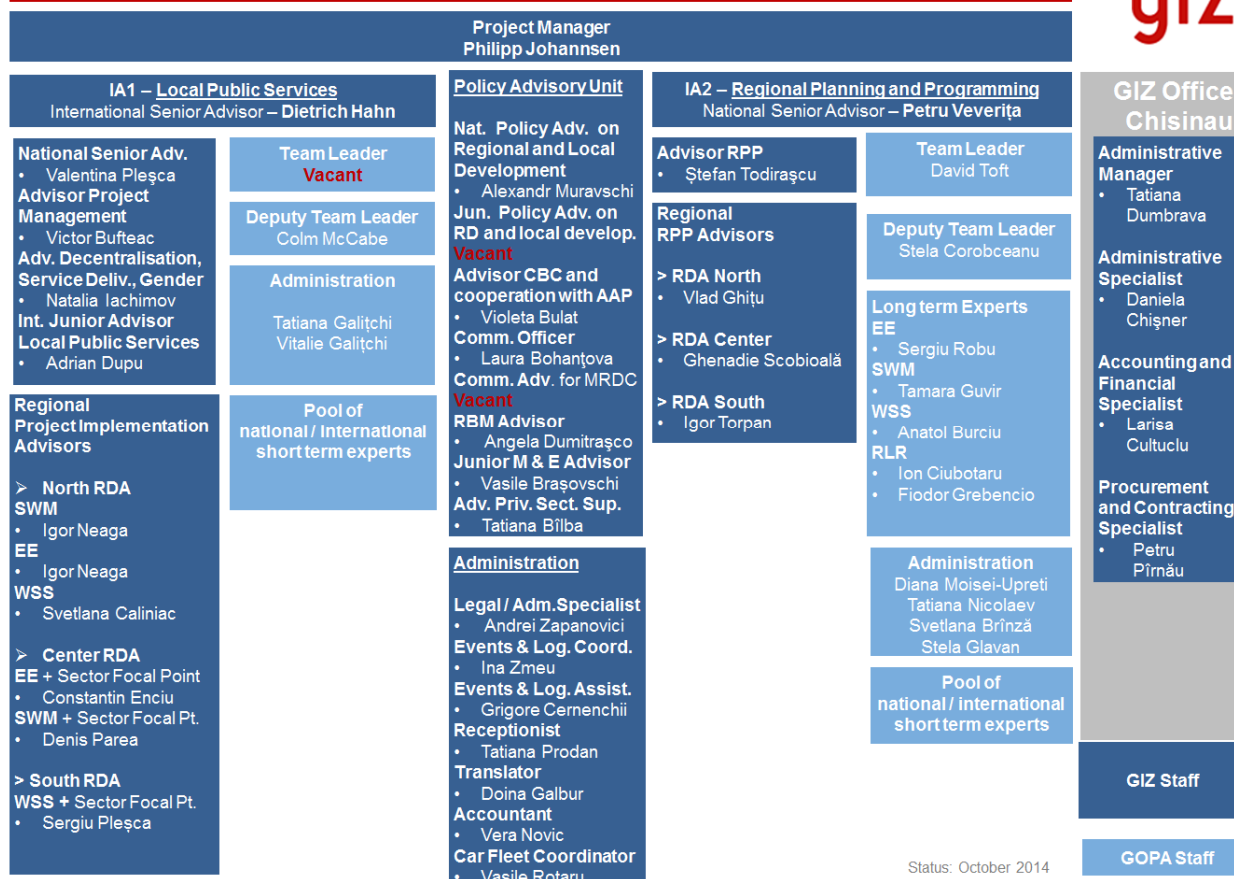 giz
Project Manager
Philipp Johannsen
IA1 – Local Public Services
International Senior Advisor – Dietrich Hahn
National Senior Adv.
• Valentina Pleşca
Advisor Project
Management
• Victor Bufteac
Adv. Decentralisation,
Service Deliv., Gender
• Natalia Iachimov
Int. Junior Advisor
Local Public Services
• Adrian Dupu
Regional
Project Implementation
Advisors
➢ North RDA
SWM
• Igor Neaga
EE
• Igor Neaga
WSS
• Svetlana Caliniac
➢ Center RDA
EE + Sector Focal Point
• Constantin Enciu
SWM + Sector Focal Pt.
• Denis Parea
> South RDA
WSS + Sector Focal Pt.
• Sergiu Pleșca
Team Leader
Vacant
Deputy Team Leader
Colm McCabe
Administration
Tatiana Galițchi
Vitalie Galițchi
Pool of
national / International
short term experts
Policy Advisory Unit
Nat. Policy Adv. on
Regional and Local
Development
• Alexandr Muravschi
Jun. Policy Adv. on
RD and local develop.
Vacant
Advisor CBC and
cooperation with AAP
• Violeta Bulat
Comm. Officer
• Laura Bohanţova
Comm. Adv. for MRDC
Vacant
RBM Advisor
• Angela Dumitraşco
Junior M & E Advisor
• Vasile Brașovschi
Adv. Priv. Sect. Sup.
• Tatiana Bîlba
Administration
Legal / Adm.Specialist
• Andrei Zapanovici
Events & Log. Coord.
• Ina Zmeu
Events & Log. Assist.
• Grigore Cernenchii
Receptionist
• Tatiana Prodan
Translator
• Doina Galbur
Accountant
• Vera Novic
Car Fleet Coordinator
• Vasile Rotaru
IA2 – Regional Planning and Programming
National Senior Advisor – Petru Veverița
Advisor RPP
• Ștefan Todiraşcu
Regional
RPP Advisors
> RDA North
• Vlad Ghițu
> RDA Center
• Ghenadie Scobioală
> RDA South
• Igor Torpan
Team Leader
David Toft
Deputy Team Leader
Stela Corobceanu
Long term Experts
EE
• Sergiu Robu
SWM
• Tamara Guvir
WSS
• Anatol Burciu
RLR
• Ion Ciubotaru
• Fiodor Grebencio
Administration
Diana Moisei-Upreti
Tatiana Nicolaev
Svetlana Brînză
Stela Glavan
Pool of
national / international
short term experts
GIZ Office
Chisinau
Administrative
Manager
• Tatiana
Dumbrava
Administrative
Specialist
• Daniela
Chişner
Accounting and
Financial
Specialist
• Larisa
Cultuclu
Procurement
and Contracting
Specialist
• Petru
Pîrnău
GIZ Staff
GOPA Staff
Status: October 2014